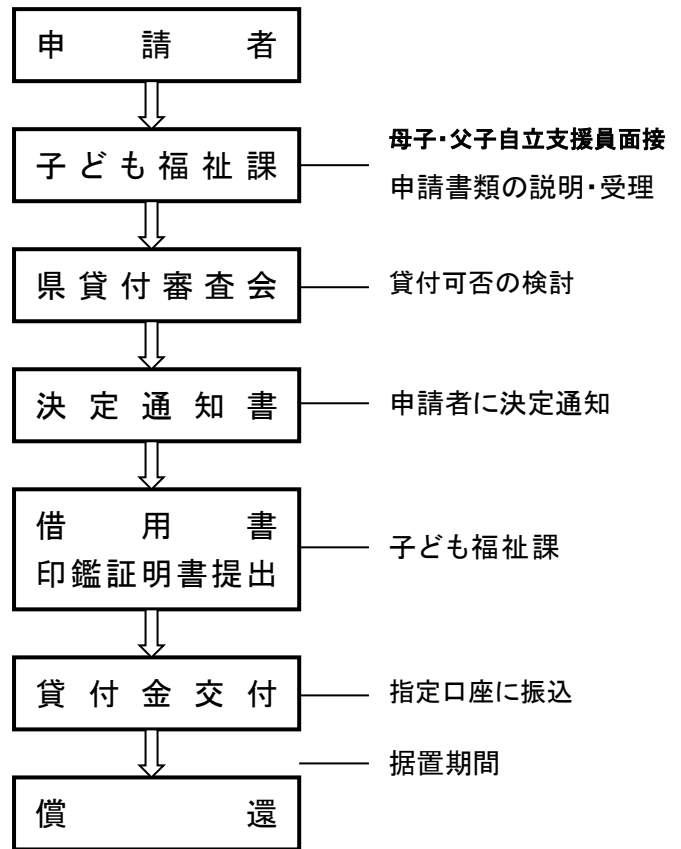 申請者
子ども福祉課
母子・父子自立支援員面接
申請書類の説明・受理
県貸付審査会
貸付可否の検討
決定通知書
申請者に決定通知
借用書
印鑑証明書提出
子ども福祉課
貸付金交付
指定口座に振込
据置期間
償還